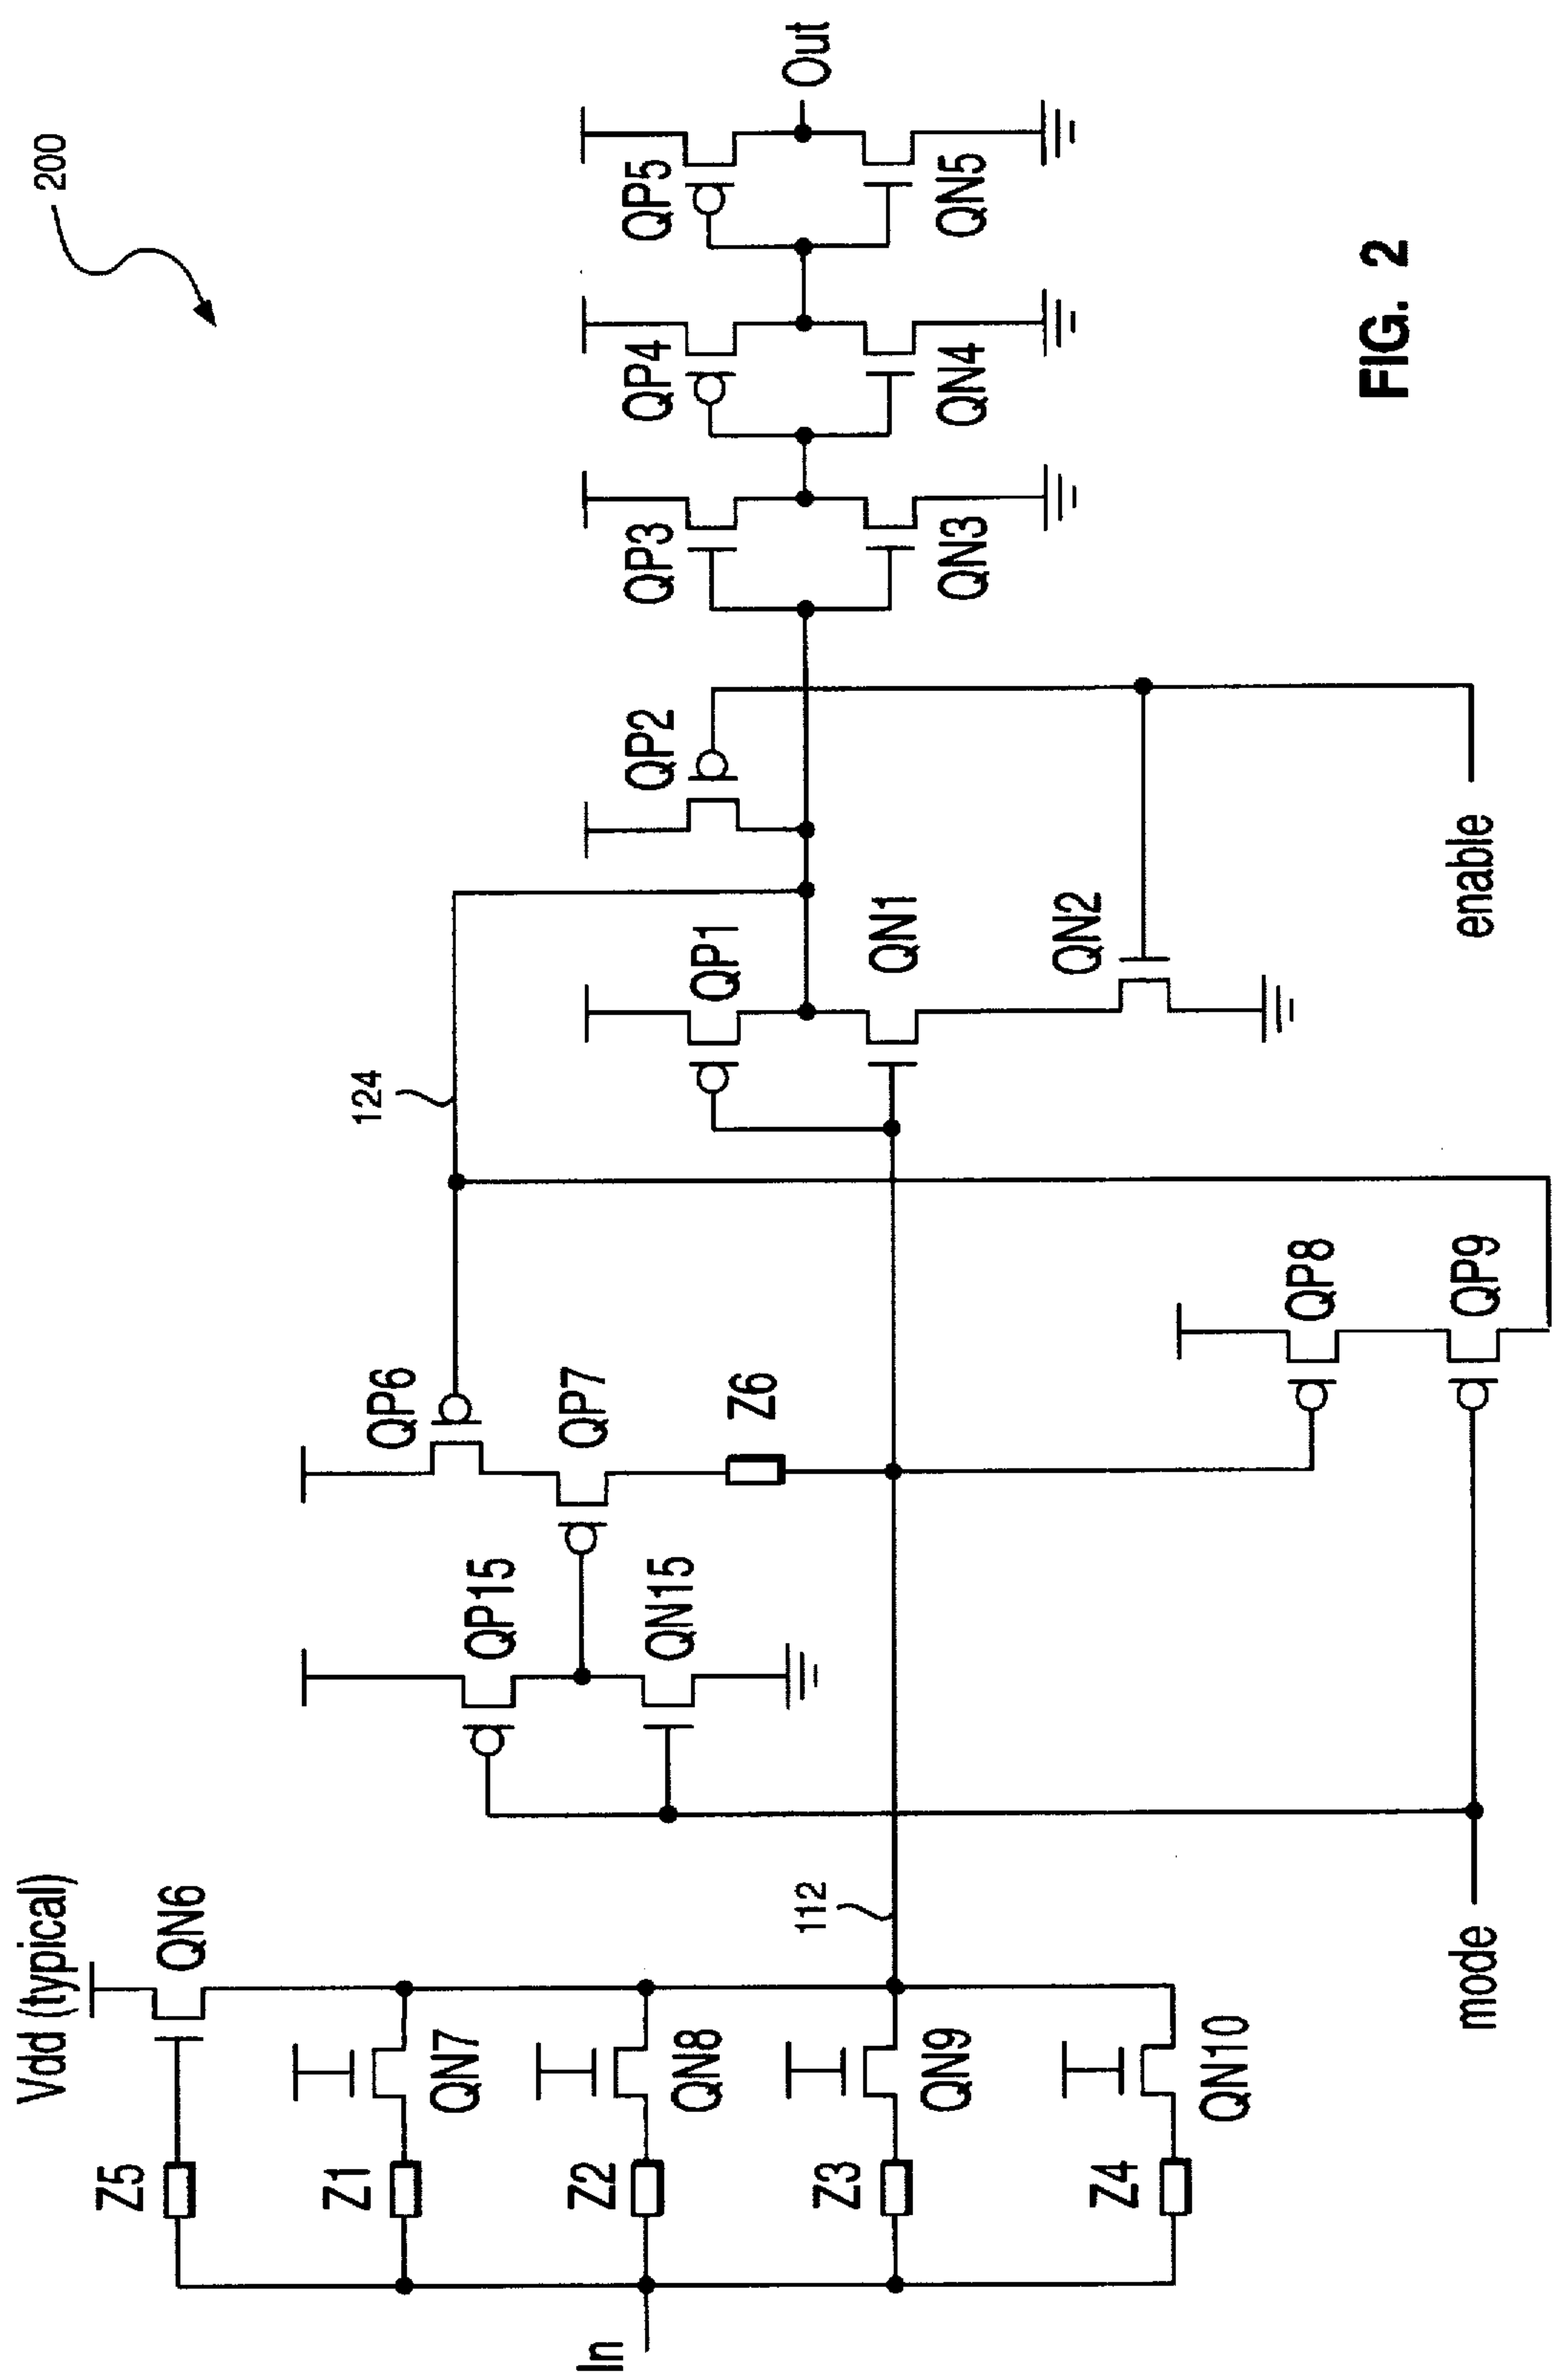 200
Vdd (typical)
QN6
Z5
Z1
QN7
Z2
QN8
Z3
QN9
Z4
QN10
In
112
mode
QP15
QN15
QP6
QP7
Z6
QP8
QP9
124
QP1
QN1
QN2
QP2
enable
QP3
QN3
QP4
QN4
QP5
QN5
Out
FIG. 2